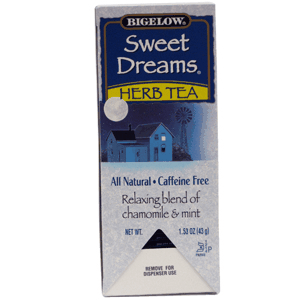 BIGELOW®
Sweet
Dreams®
HERB TEA
All Natural • Caffeine Free
Relaxing blend of
chamomile & mint
NET WT. 1.53 OZ (43 g)
REMOVE FOR
DISPENSER USE